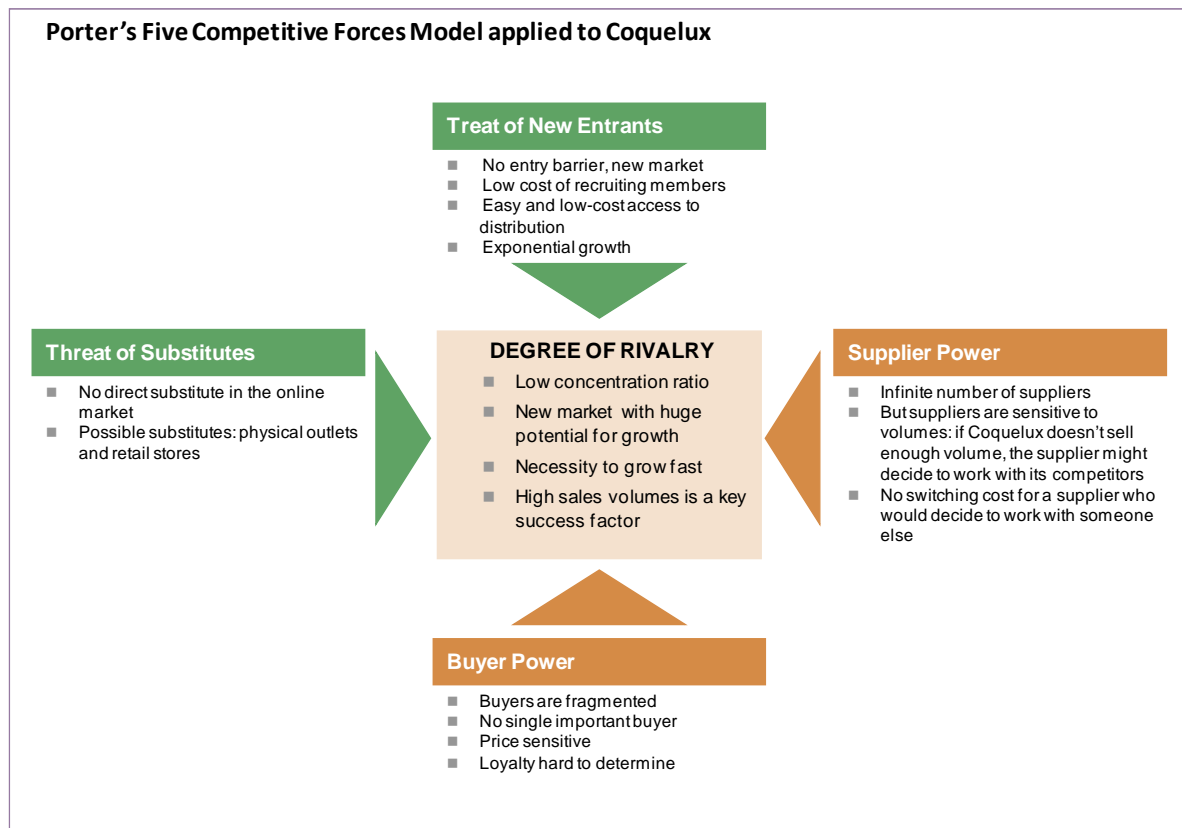 Porter’s Five Competitive Forces Model applied to Coquelux
Treat of New Entrants
No entry barrier, new market
Low cost of recruiting members
Easy and low-cost access to
distribution
Exponential growth
Threat of Substitutes
No direct substitute in the online
market
Possible substitutes: physical outlets
and retail stores
DEGREE OF RIVALRY
Low concentration ratio
New market with huge
potential for growth
Necessity to grow fast
High sales volumes is a key
success factor
Supplier Power
Infinite number of suppliers
But suppliers are sensitive to
volumes: if Coquelux doesn’t sell
enough volume, the supplier might
decide to work with its competitors
No switching cost for a supplier who
would decide to work with someone
else
Buyer Power
Buyers are fragmented
No single important buyer
Price sensitive
Loyalty hard to determine